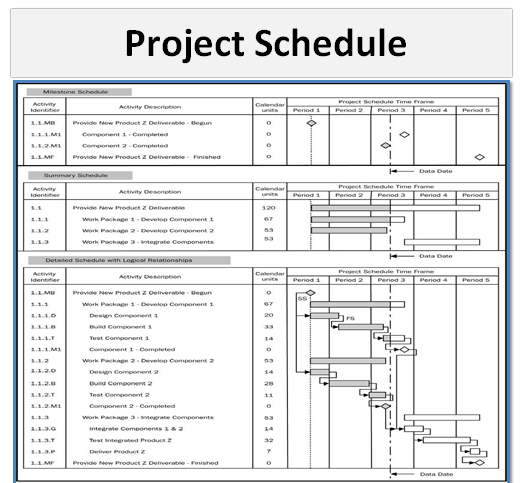 Project Schedule
Milestone Schedule
Activity Identifier Activity Description Calendar units Project Schedule Time Frame
Period 1 Period 2 Period 3 Period 4 Period 5
1.1.MB Provide New Product Z Deliverable - Begun 0
1.1.1.M1 Component 1 - Completed 0
1.1.2.M1 Component 2 - Completed 0
1.1.MF Provide New Product Z Deliverable - Finished 0
Data Date
Summary Schedule
Activity Identifier Activity Description Calendar units Project Schedule Time Frame
Period 1 Period 2 Period 3 Period 4 Period 5
1.1 Provide New Product Z Deliverable 120
1.1.1 Work Package 1 - Develop Component 1 67
1.1.2 Work Package 2 - Develop Component 2 53
1.1.3 Work Package 3 - Integrate Components 53
Data Date
Detailed Schedule with Logical Relationships
Activity Identifier Activity Description Calendar units Project Schedule Time Frame
Period 1 Period 2 Period 3 Period 4 Period 5
1.1.MB Provide New Product Z Deliverable - Begun 0
SS
1.1.1 Work Package 1 - Develop Component 1 67
1.1.1.D Design Component 1 20 FS
1.1.1.B Build Component 1 33
1.1.1.T Test Component 1 14
1.1.1.M1 Component 1 - Completed 0
1.1.2 Work Package 2 - Develop Component 2 53
1.1.2.D Design Component 2 14
1.1.2.B Build Component 2 28
1.1.2.T Test Component 2 11
1.1.2.M1 Component 2 - Completed 0
1.1.3 Work Package 3 - Integrate Components 53
1.1.3.G Integrate Components 1 & 2 14
1.1.3.T Test Integrated Product Z 32
1.1.3.P Deliver Product Z 7
1.1.MF Provide New Product Z Deliverable - Finished 0
Data Date